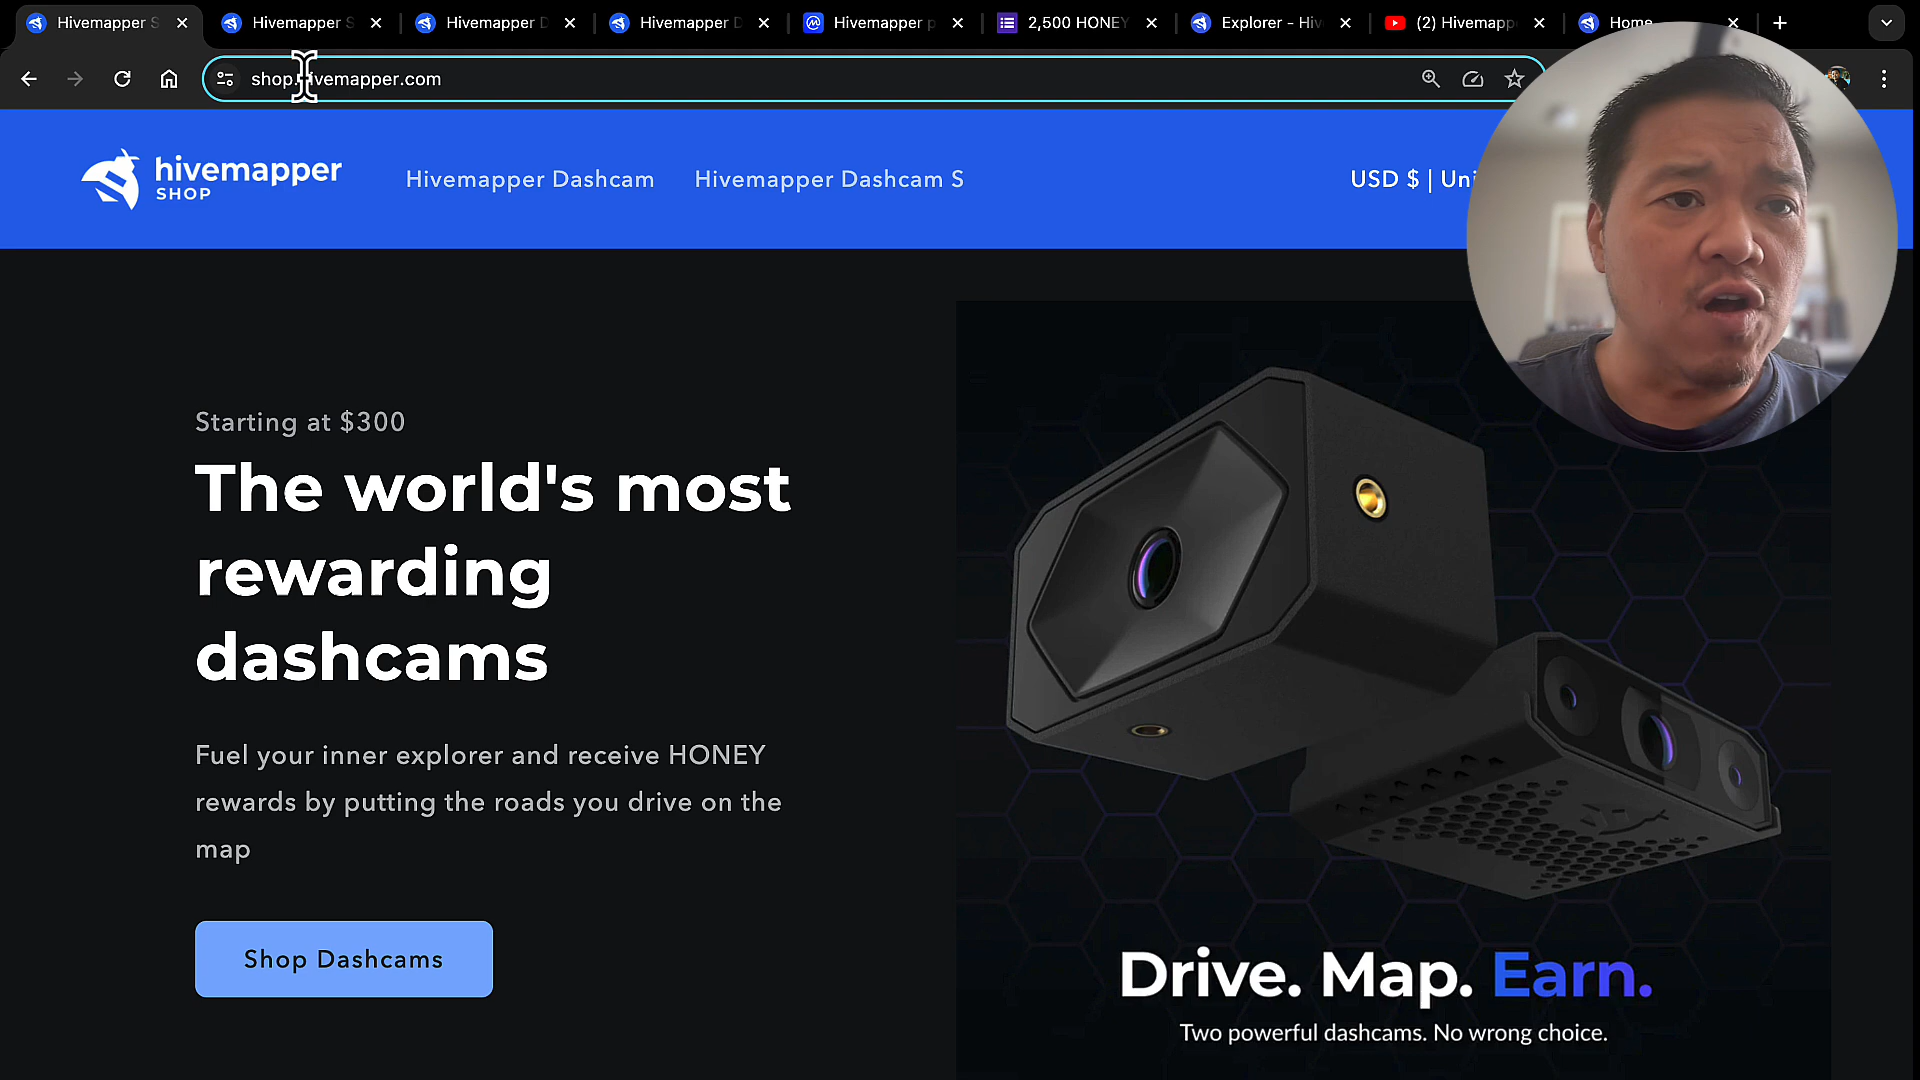 Hivemapper S
Hivemapper S
Hivemapper D
Hivemapper D
Hivemapper p
2,500 HONEY
Explorer - Hiv
(2) Hivemapp
Home
shop.hivemapper.com
hivemapper
SHOP
Hivemapper Dashcam
Hivemapper Dashcam S
USD $ | Uni
Starting at $300
The world's most
rewarding
dashcams
Fuel your inner explorer and receive HONEY
rewards by putting the roads you drive on the
map
Shop Dashcams
Drive. Map. Earn.
Two powerful dashcams. No wrong choice.